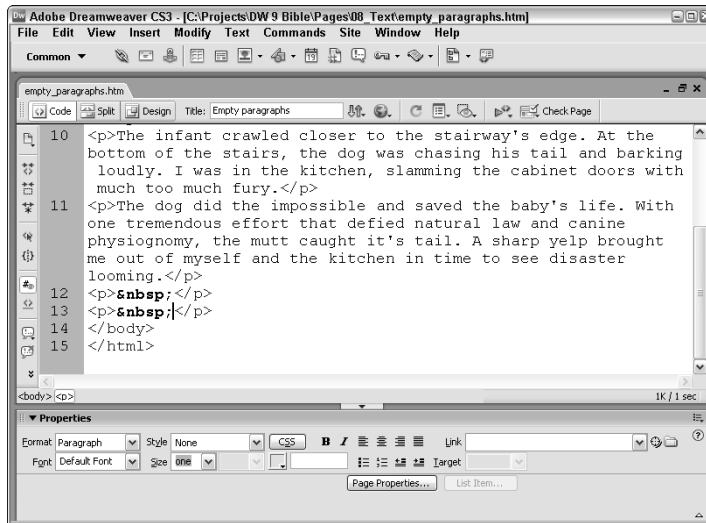 Adobe Dreamweaver CS3 - [C:\Projects\DW 9 Bible\Pages\08_Text\empty_paragraphs.htm]
File Edit View Insert Modify Text Commands Site Window Help
Common
empty_paragraphs.htm
Code Split Design Title: Empty paragraphs Check Page
10 <p>The infant crawled closer to the stairway's edge. At the
bottom of the stairs, the dog was chasing his tail and barking
loudly. I was in the kitchen, slamming the cabinet doors with
much too much fury.</p>
11 <p>The dog did the impossible and saved the baby's life. With
one tremendous effort that defied natural law and canine
physiognomy, the mutt caught it's tail. A sharp yelp brought
me out of myself and the kitchen in time to see disaster
looming.</p>
12 <p>&nbsp;</p>
13 <p>&nbsp;</p>
14 </body>
15 </html>
<body> <p> 1K / 1 sec
Properties
Format Paragraph Style None CSS B I Link
Font Default Font Size one Target
Page Properties... List Item...